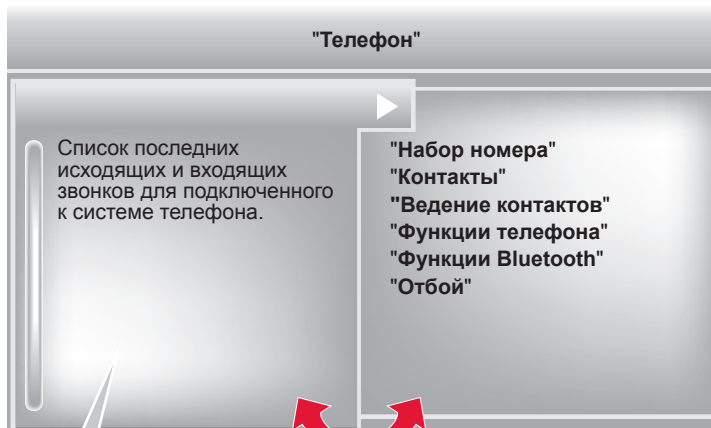 "Телефон"
Список последних
исходящих и входящих
звонков для подключенного
к системе телефона.
"Набор номера"
"Контакты"
"Ведение контактов"
"Функции телефона"
"Функции Bluetooth"
"Отбой"